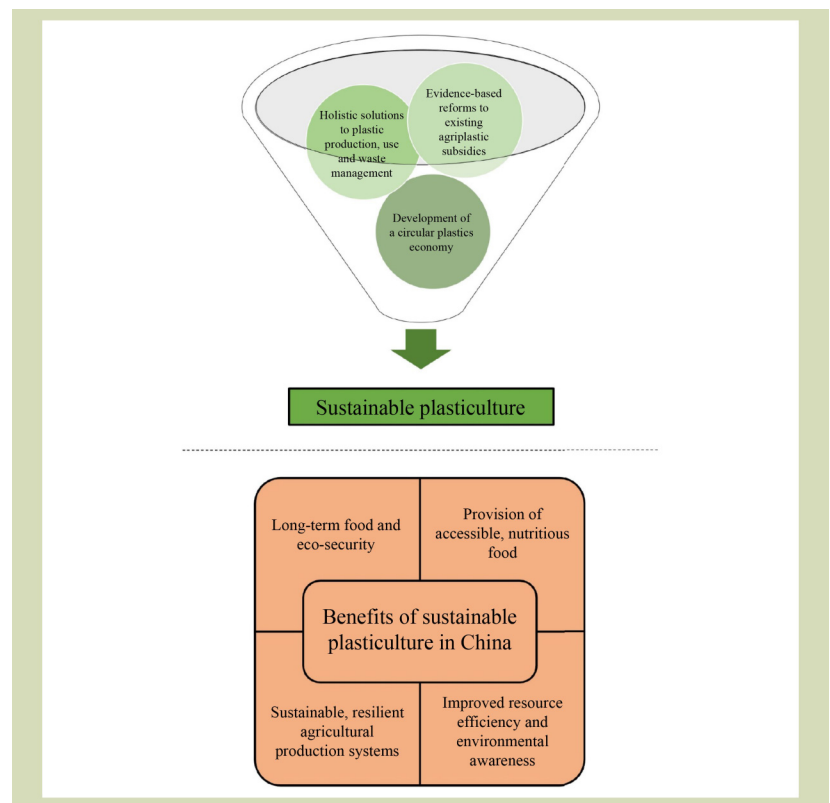 Holistic solutions
to plastic
production, use
and waste
management
Evidence-based
reforms to
existing
agriplastic
subsidies
Development of
a circular plastics
economy
Sustainable plasticulture
Long-term food and
eco-security
Provision of
accessible, nutritious
food
Benefits of sustainable
plasticulture in China
Sustainable, resilient
agricultural
production systems
Improved resource
efficiency and
environmental
awareness